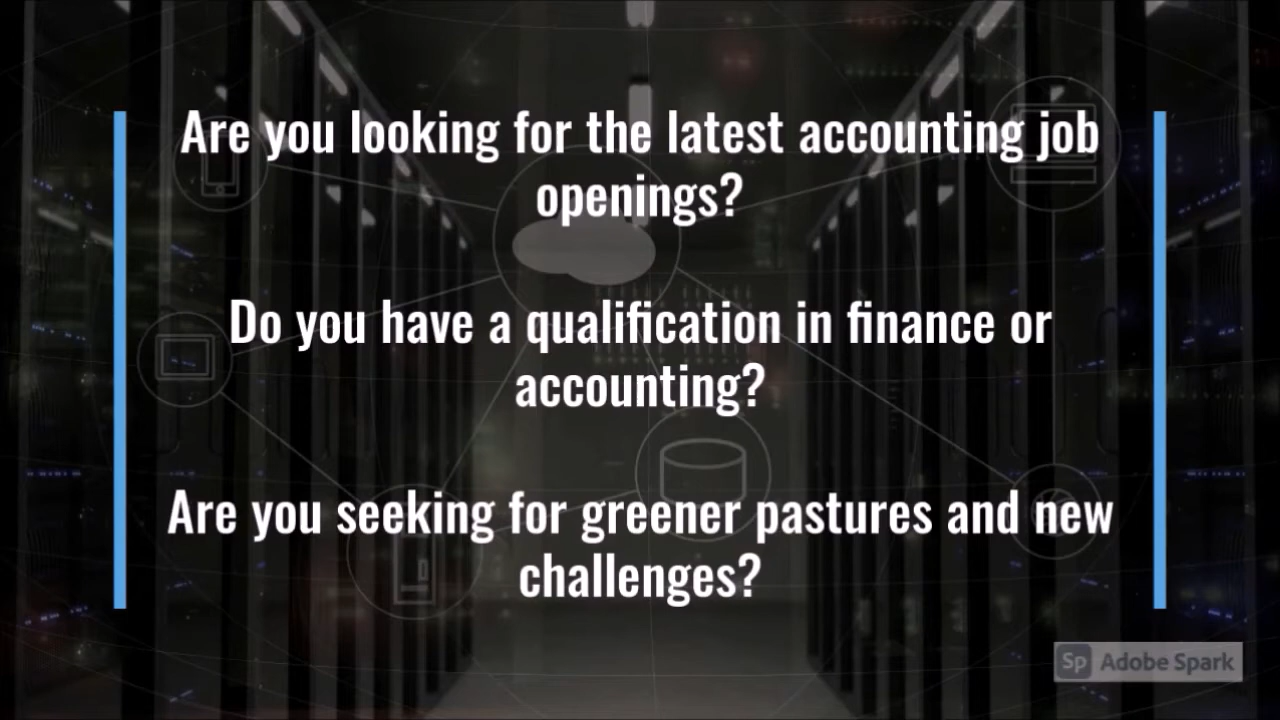 Are you looking for the latest accounting job
openings?
Do you have a qualification in finance or
accounting?
Are you seeking for greener pastures and new
challenges?
Sp Adobe Spark